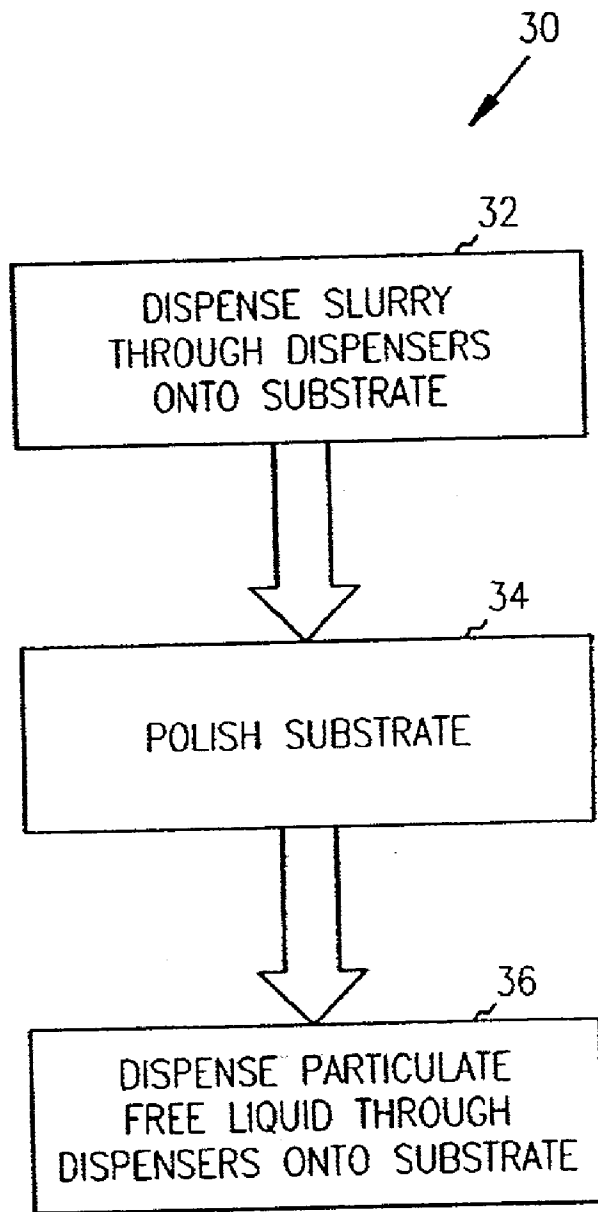 30
32
DISPENSE SLURRY
THROUGH DISPENSERS
ONTO SUBSTRATE
34
POLISH SUBSTRATE
36
DISPENSE PARTICULATE
FREE LIQUID THROUGH
DISPENSERS ONTO SUBSTRATE